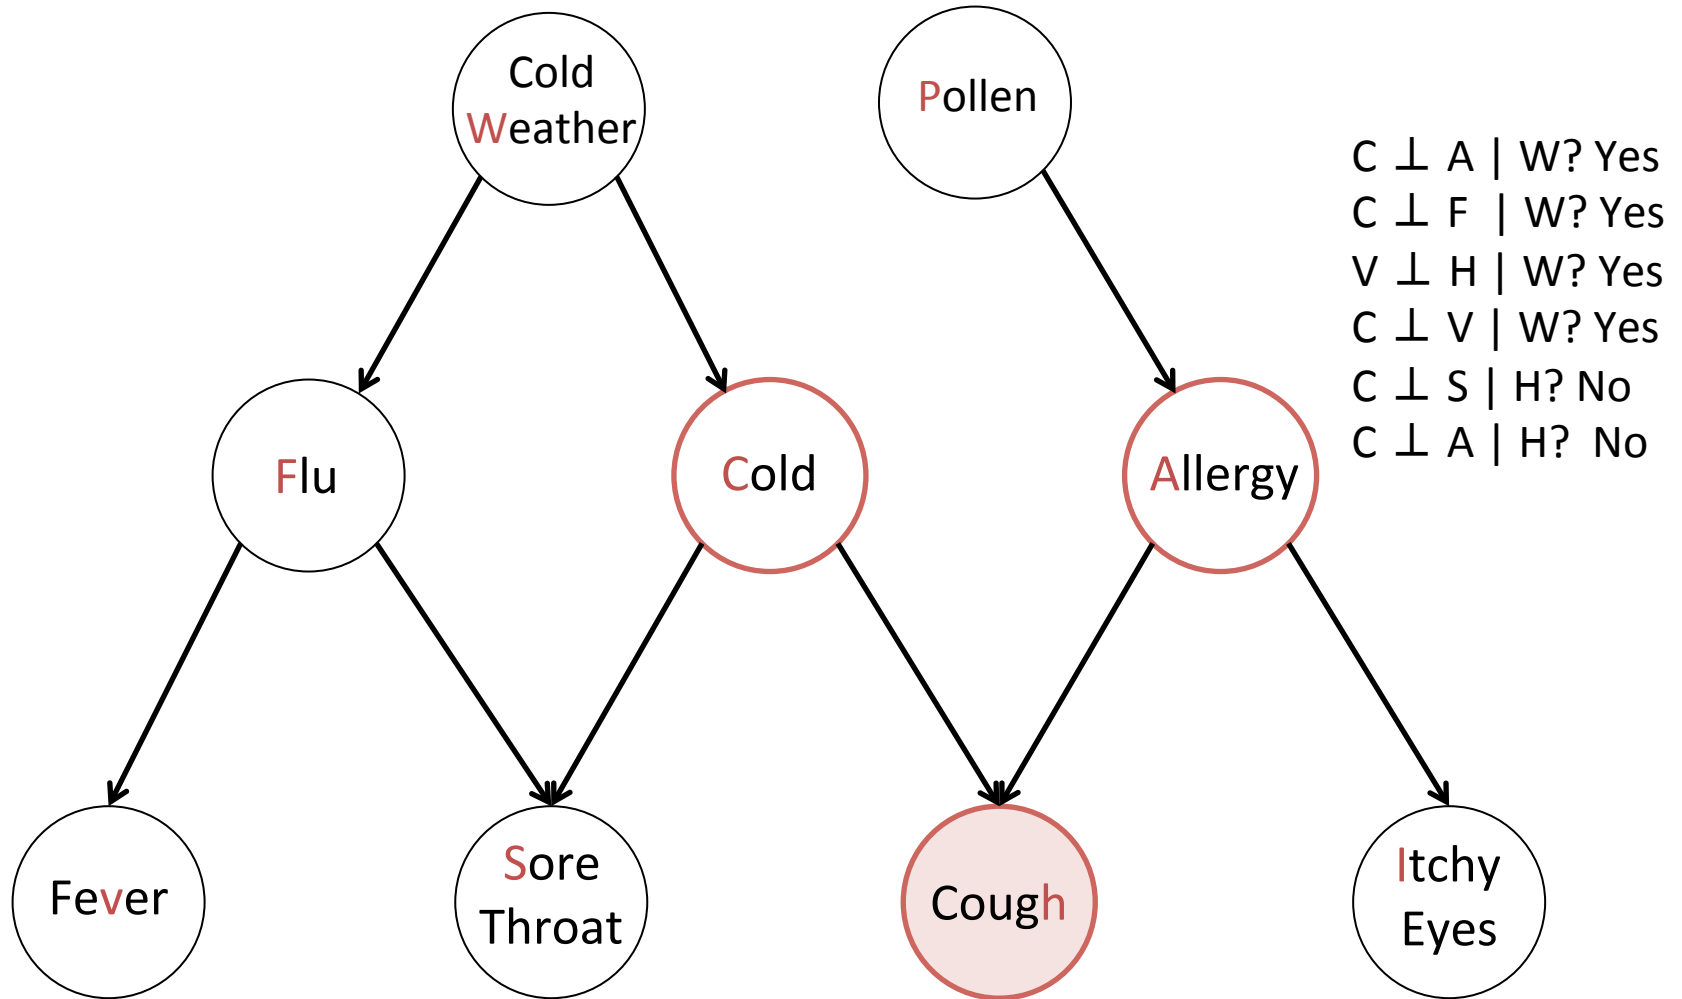 Cold
Weather
Pollen
C ⊥ A | W? Yes
C ⊥ F | W? Yes
V ⊥ H | W? Yes
C ⊥ V | W? Yes
C ⊥ S | H? No
C ⊥ A | H? No
Flu
Cold
Allergy
Fever
Sore
Throat
Cough
Itchy
Eyes